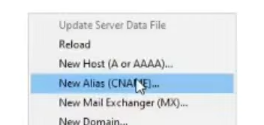 Update Server Data File
Reload
New Host (A or AAAA)...
New Alias (CNAME)...
New Mail Exchanger (MX)...
New Domain...